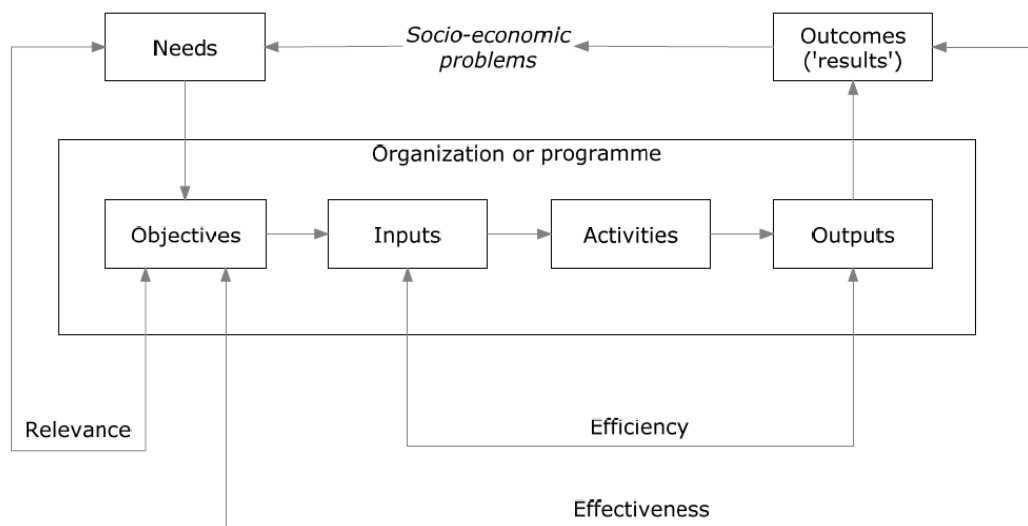 Needs
Socio-economic
problems
Outcomes
('results')
Organization or programme
Objectives
Inputs
Activities
Outputs
Relevance
Efficiency
Effectiveness